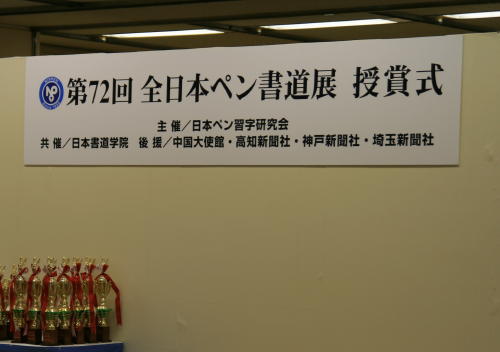 第72回 全日本ペン書道展 授賞式
主 催／日本ペン習字研究会
共 催／日本書道学院 後 援／中国大使館・高知新聞社・神戸新聞社・埼玉新聞社